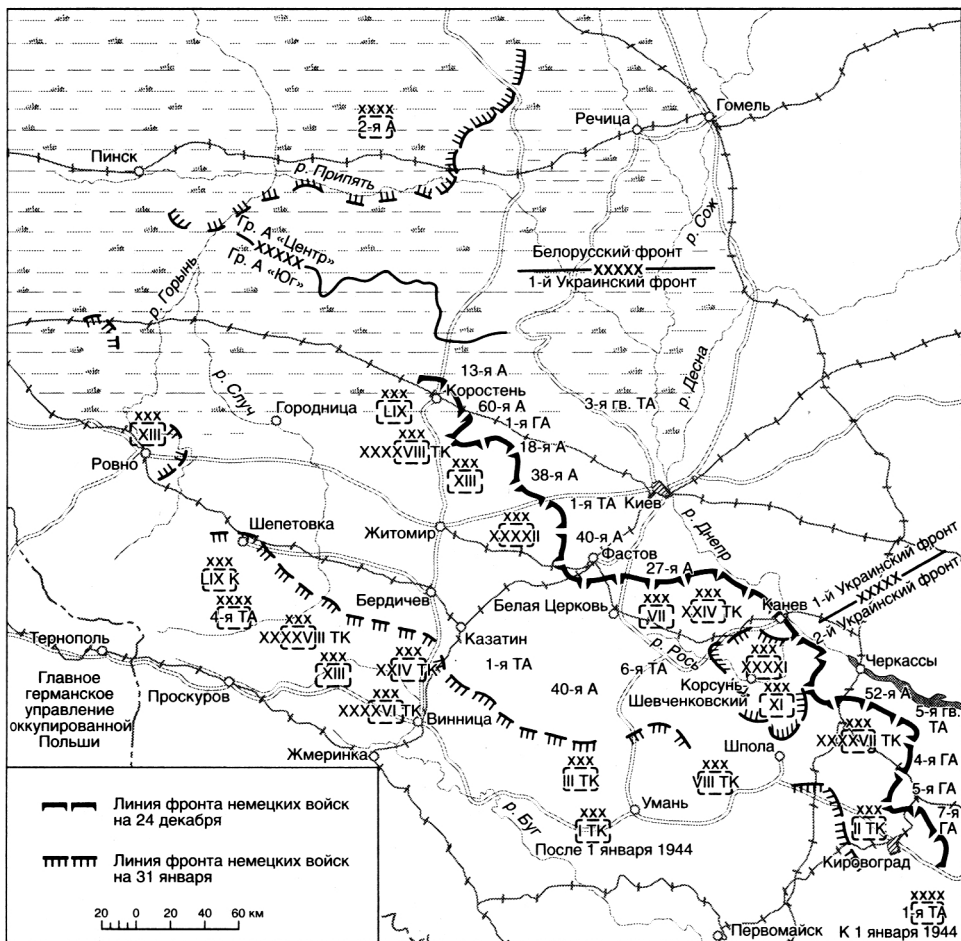 XXXX
2-я А
Речица
Гомель
Пинск
р. Припять
р. Сож
Гр. А «Центр»
XXXXX
Гр. А «Юг»
Белорусский фронт
XXXXX
1-й Украинский фронт
р. Горынь
р. Случ
р. Десна
13-я А
Коростень
XXX
LIX
60-я А
1-я ГА
3-я гв. ТА
Городница
XXX
XXXXVIII ТК
18-я А
XXX
XIII
Ровно
XXX
XIII
38-я А
1-я ТА
Киев
Житомир
XXX
XXXXII
40-я А
Фастов
р. Днепр
Шепетовка
27-я А
1-й Украинский фронт
XXXXX
2-й Украинский фронт
XXX
LIX К
XXXX
4-я ТА
Бердичев
Белая Церковь
XXX
VII
XXX
XXIV ТК
Канев
Тернополь
XXX
XXXXVIII ТК
Казатин
р. Рось
XXX
XXXXI
Черкассы
XXX
XIII
XXX
XXIV ТК
1-я ТА
6-я ТА
Корсунь
Шевченковский
XXX
XI
52-я А
5-я гв.
ТА
Главное
германское
управление
оккупированной
Польши
Проскуров
XXX
XXXXVI ТК
Винница
40-я А
XXX
XXXXVII ТК
4-я ГА
Жмеринка
Шпола
XXX
III ТК
XXX
VIII ТК
5-я ГА
7-я
ГА
р. Буг
Умань
XXX
ТК
После 1 января 1944
XXX
II ТК
Кировоград
Первомайск
XXXX
1-я ТА
К 1 января 1944
Линия фронта немецких войск
на 24 декабря
Линия фронта немецких войск
на 31 января
20 0 20 40 60 км